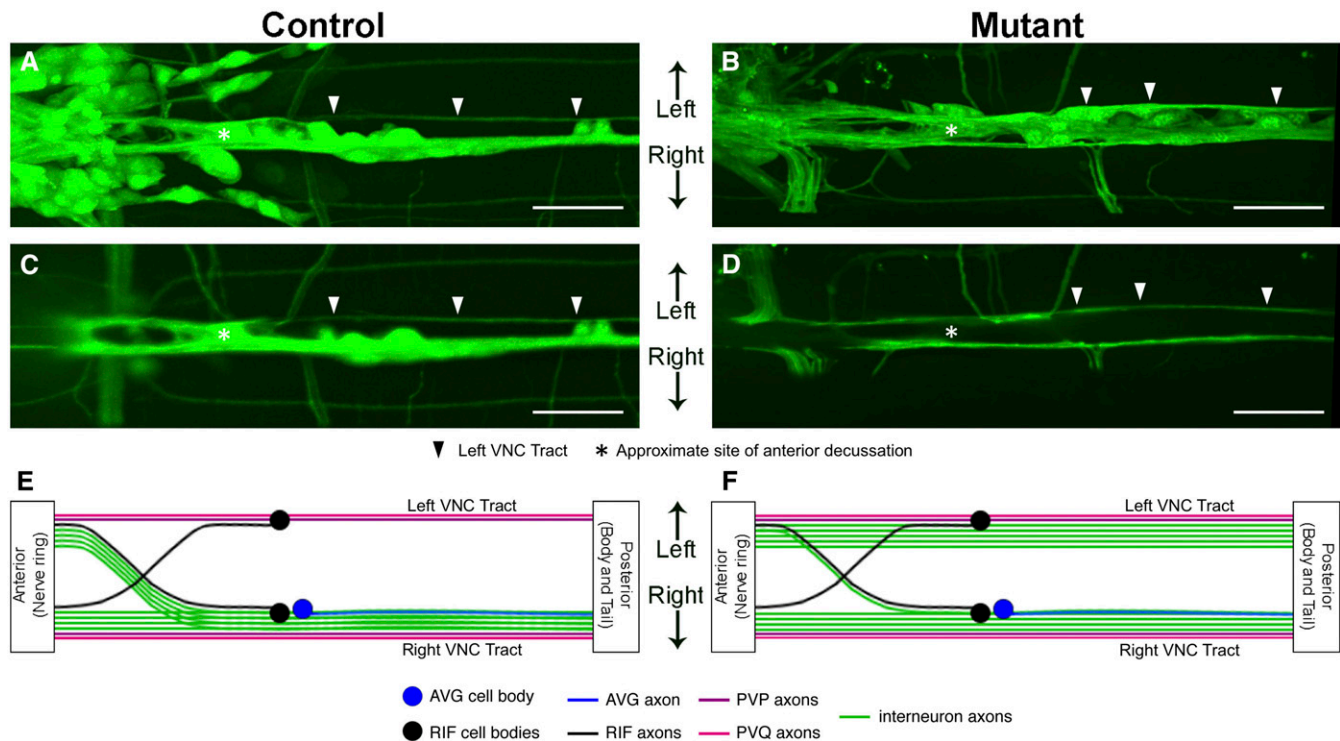 Control
Mutant
A
B
Left
Right
C
D
Left
Right
Left VNC Tract
* Approximate site of anterior decussation
E
F
Left VNC Tract
Left VNC Tract
Anterior
(Nerve ring)
Posterior
(Body and Tail)
Left
Right
Anterior
(Nerve ring)
Posterior
(Body and Tail)
Right VNC Tract
Right VNC Tract
AVG cell body
AVG axon
PVP axons
interneuron axons
RIF cell bodies
RIF axons
PVQ axons